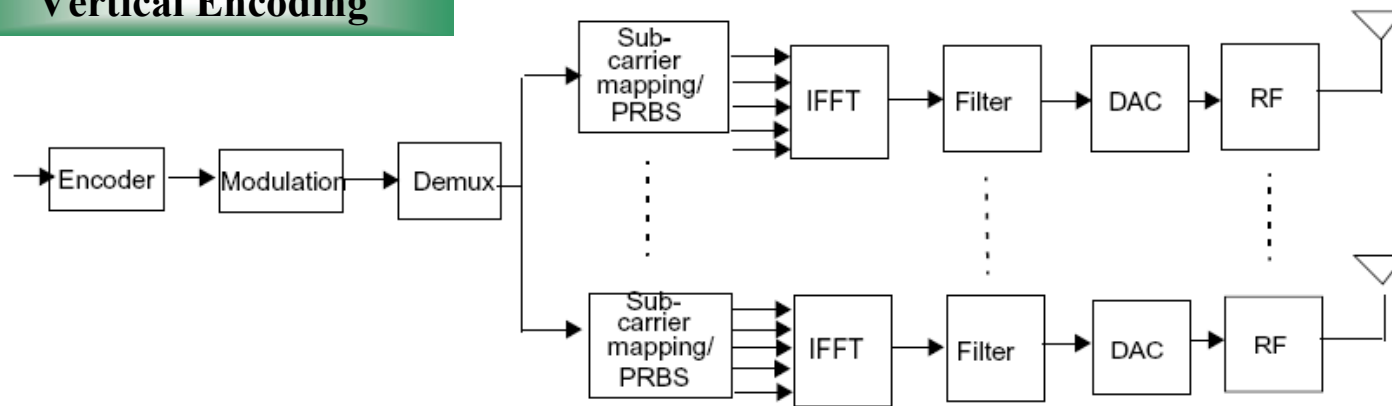 Vertical Encoding
Sub-
carrier
mapping/
PRBS
IFFT
Filter
DAC
RF
Encoder
Modulation
Demux
Sub-
carrier
mapping/
PRBS
IFFT
Filter
DAC
RF